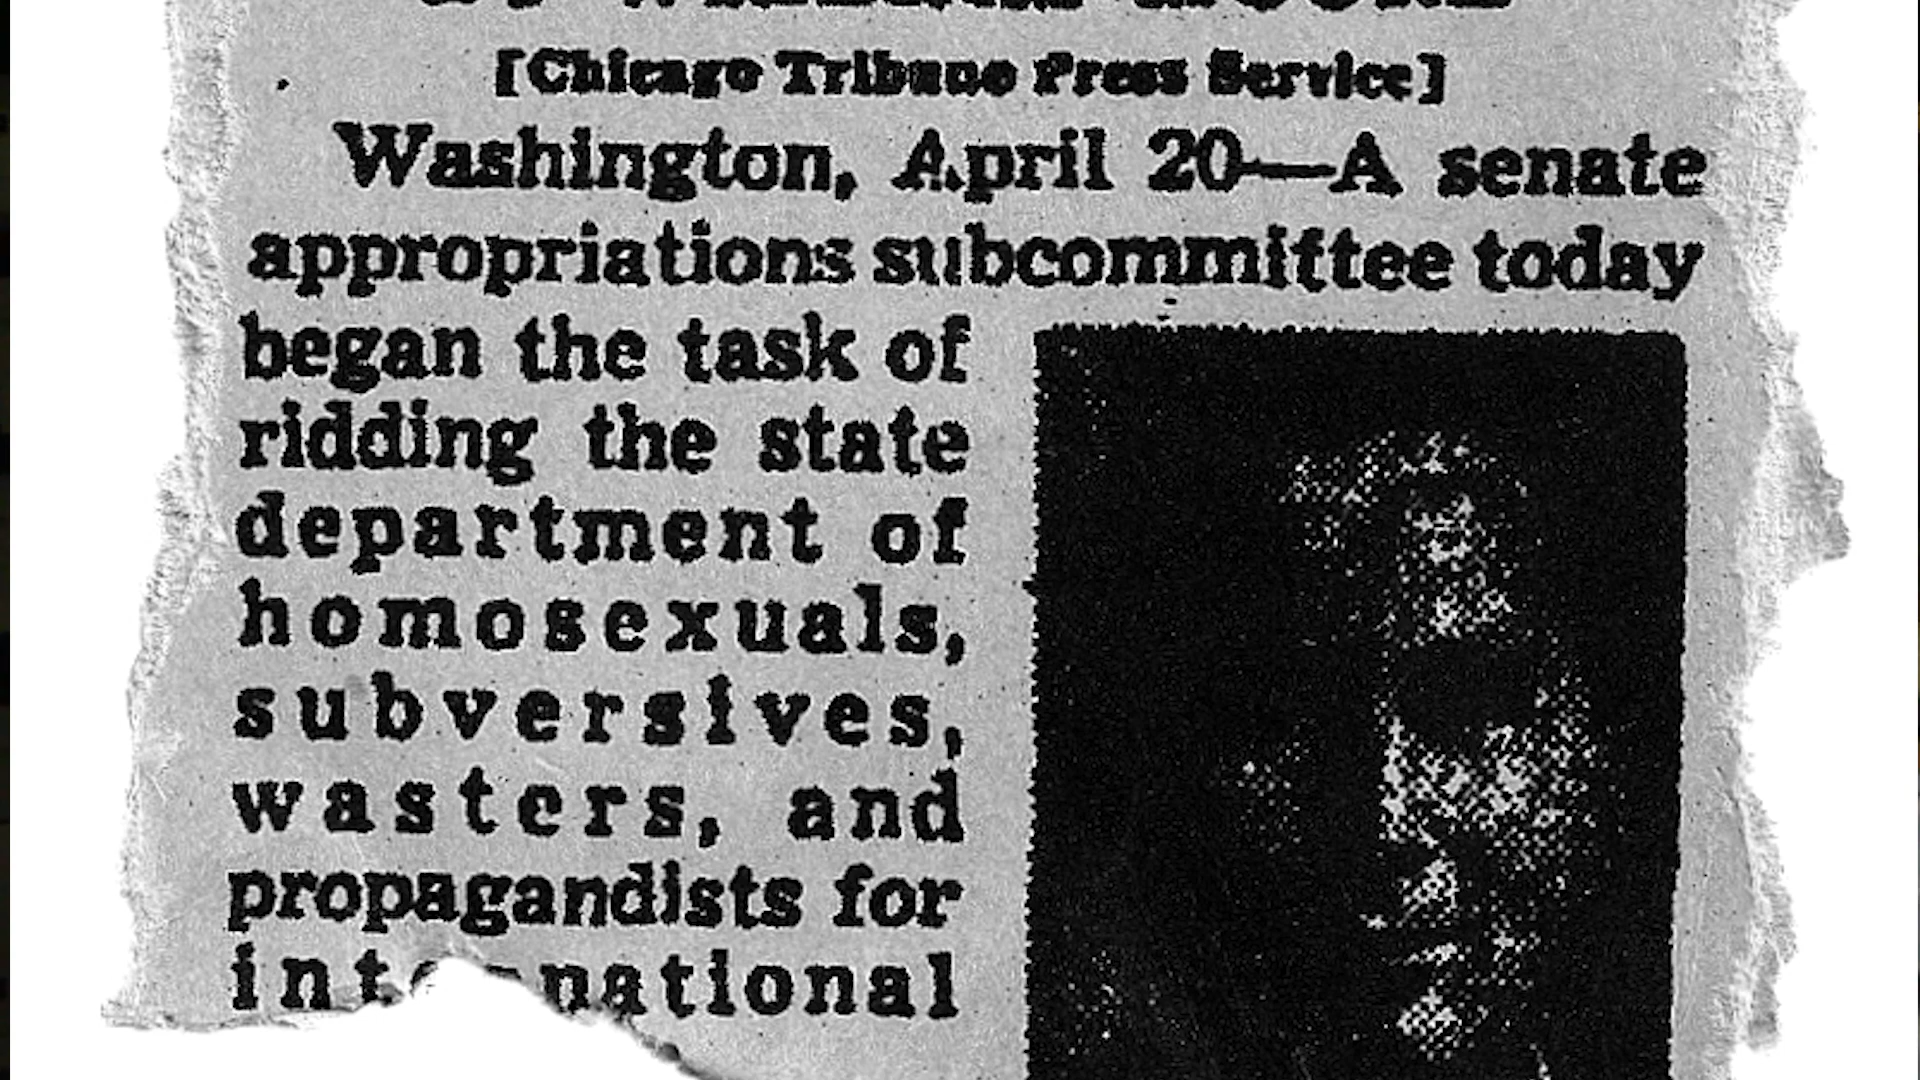 [Chicago Tribune Press Service]
Washington, April 20—A senate
appropriations subcommittee today
began the task of
ridding the state
department of
homosexuals,
subversives,
wasters, and
propagandists for
international